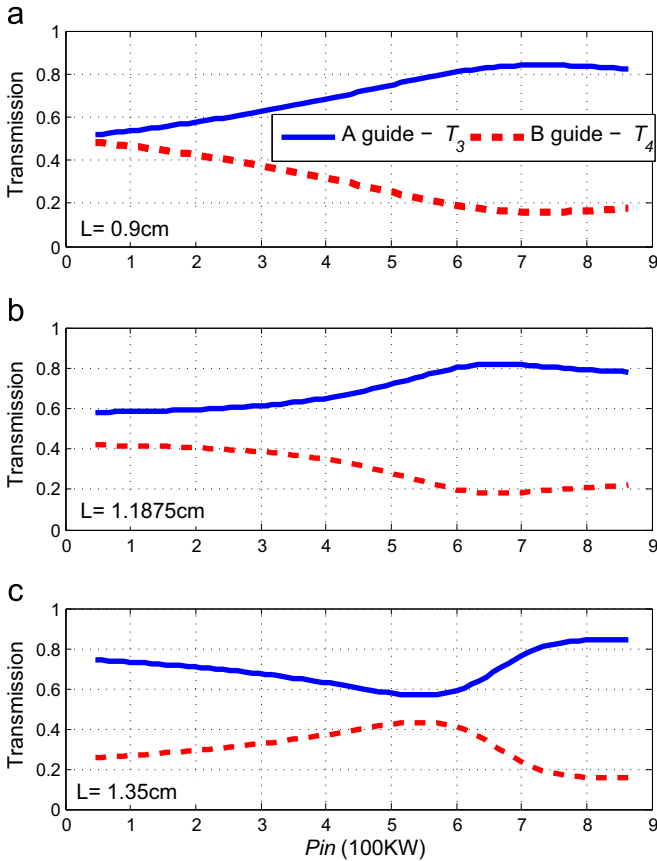 a
1
0.8
0.6
0.4
0.2
0
Transmission
A guide − T3 B guide − T4
L= 0.9cm
0 1 2 3 4 5 6 7 8 9
b
1
0.8
0.6
0.4
0.2
0
Transmission
L= 1.1875cm
0 1 2 3 4 5 6 7 8 9
c
1
0.8
0.6
0.4
0.2
0
Transmission
L= 1.35cm
0 1 2 3 4 5 6 7 8 9
Pin (100KW)